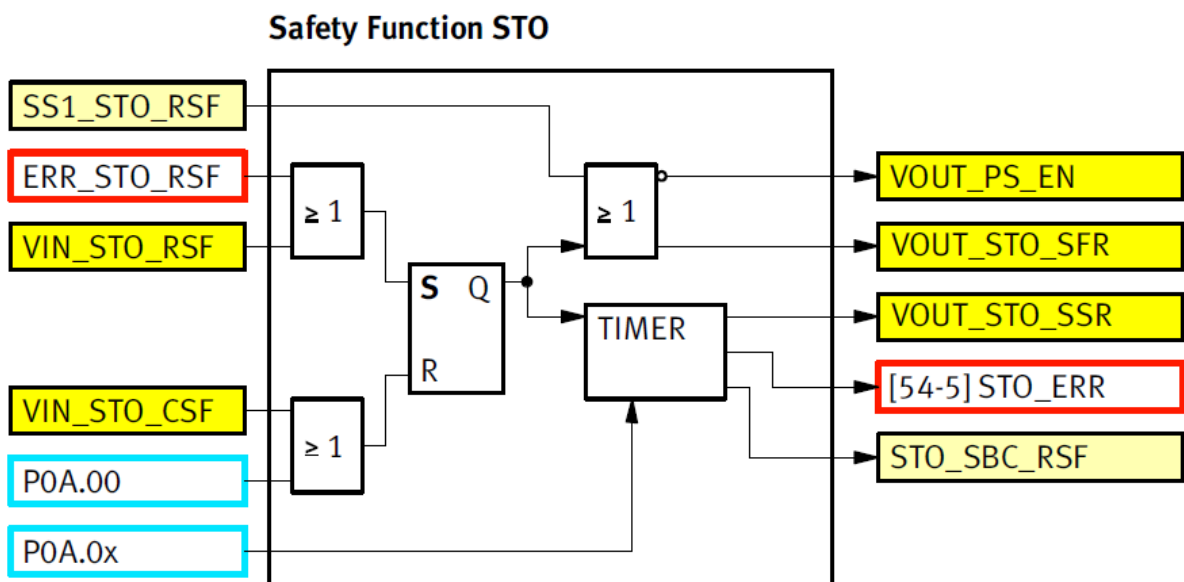 Safety Function STO
SS1_STO_RSF
ERR_STO_RSF
VIN_STO_RSF
VIN_STO_CSF
P0A.00
P0A.0x
≥ 1
≥ 1
S Q
R
≥ 1
TIMER
VOUT_PS_EN
VOUT_STO_SFR
VOUT_STO_SSR
[54-5] STO_ERR
STO_SBC_RSF